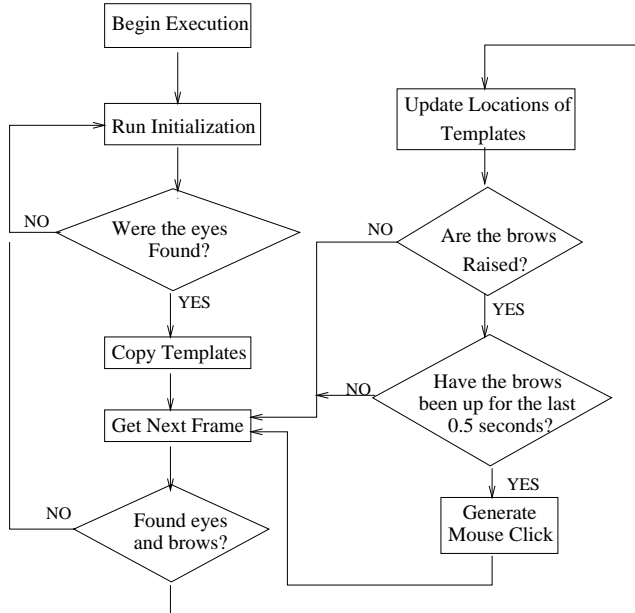 Begin Execution
Run Initialization
NO
Were the eyes
Found?
YES
Copy Templates
Get Next Frame
NO
Found eyes
and brows?
Update Locations of
Templates
NO
Are the brows
Raised?
YES
NO
Have the brows
been up for the last
0.5 seconds?
YES
Generate
Mouse Click